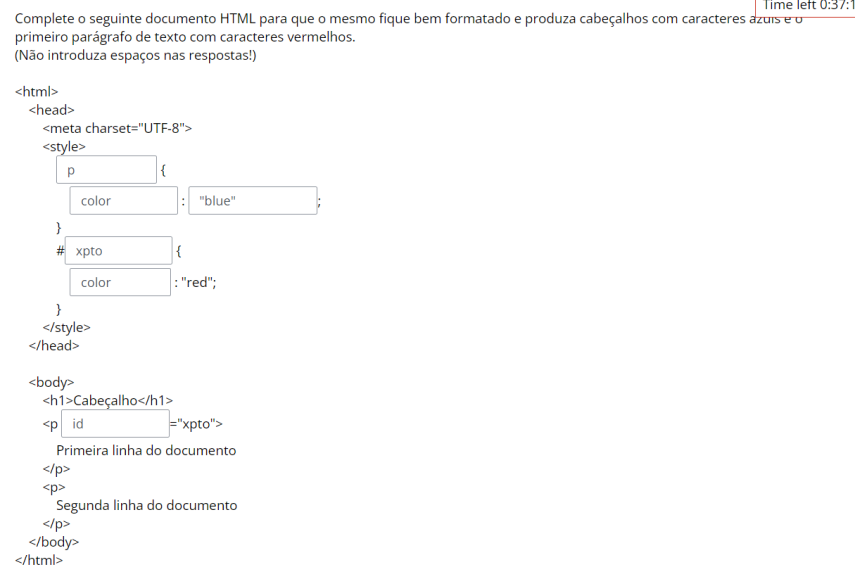 Time left 0:37:1
Complete o seguinte documento HTML para que o mesmo fique bem formatado e produza cabeçalhos com caracteres azuis e o
primeiro parágrafo de texto com caracteres vermelhos.
(Não introduza espaços nas respostas!)
<html>
<head>
<meta charset="UTF-8">
<style>
p {
color : "blue" ;
}
# xpto {
color : "red";
}
</style>
</head>
<body>
<h1>Cabeçalho</h1>
<p id ="xpto">
Primeira linha do documento
</p>
<p>
Segunda linha do documento
</p>
</body>
</html>